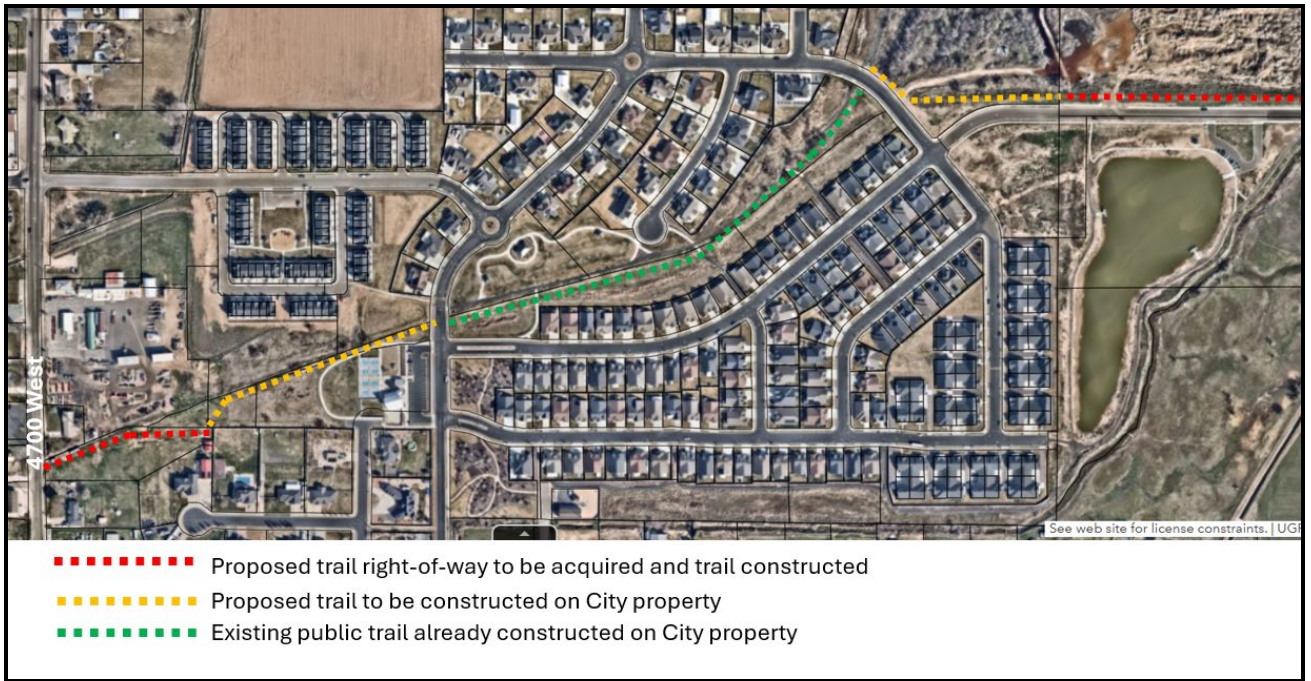 4700 West
See web site for license constraints. | UGR
Proposed trail right-of-way to be acquired and trail constructed
Proposed trail to be constructed on City property
Existing public trail already constructed on City property